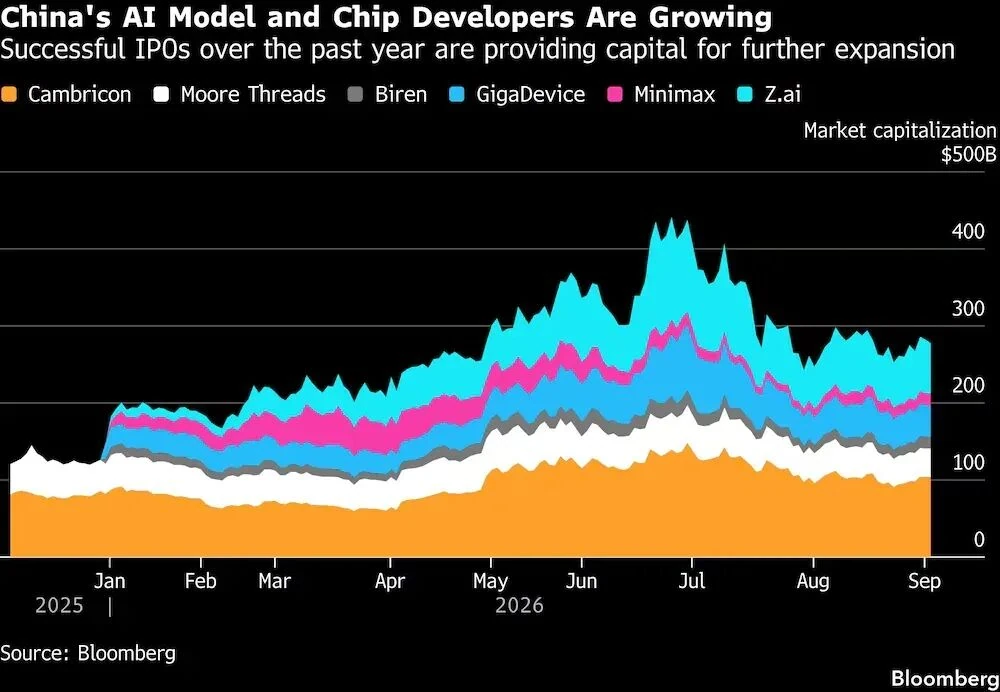 China's AI Model and Chip Developers Are Growing
Successful IPOs over the past year are providing capital for further expansion
Cambricon Moore Threads Biren GigaDevice Minimax Z.ai
Market capitalization
$500B
400
300
200
100
0
Jan Feb Mar Apr May Jun Jul Aug Sep
2025 | 2026
Source: Bloomberg
Bloomberg